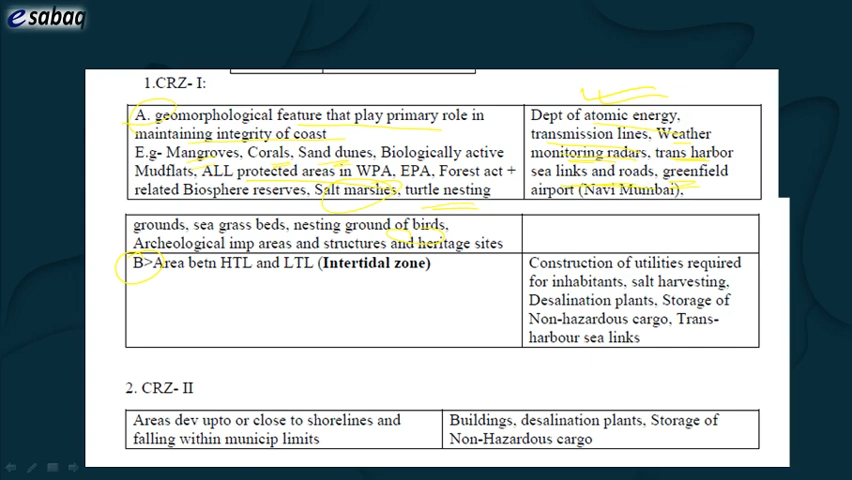 esabaq
1.CRZ- I:
A. geomorphological feature that play primary role in
maintaining integrity of coast
E.g- Mangroves, Corals, Sand dunes, Biologically active
Mudflats, ALL protected areas in WPA, EPA, Forest act +
related Biosphere reserves, Salt marshes, turtle nesting
Dept of atomic energy,
transmission lines, Weather
monitoring radars, trans harbor
sea links and roads, greenfield
airport (Navi Mumbai),
grounds, sea grass beds, nesting ground of birds,
Archeological imp areas and structures and heritage sites
B>Area betn HTL and LTL (Intertidal zone)
Construction of utilities required
for inhabitants, salt harvesting,
Desalination plants, Storage of
Non-hazardous cargo, Trans-
harbour sea links
2. CRZ- II
Areas dev upto or close to shorelines and
falling within municip limits
Buildings, desalination plants, Storage of
Non-Hazardous cargo